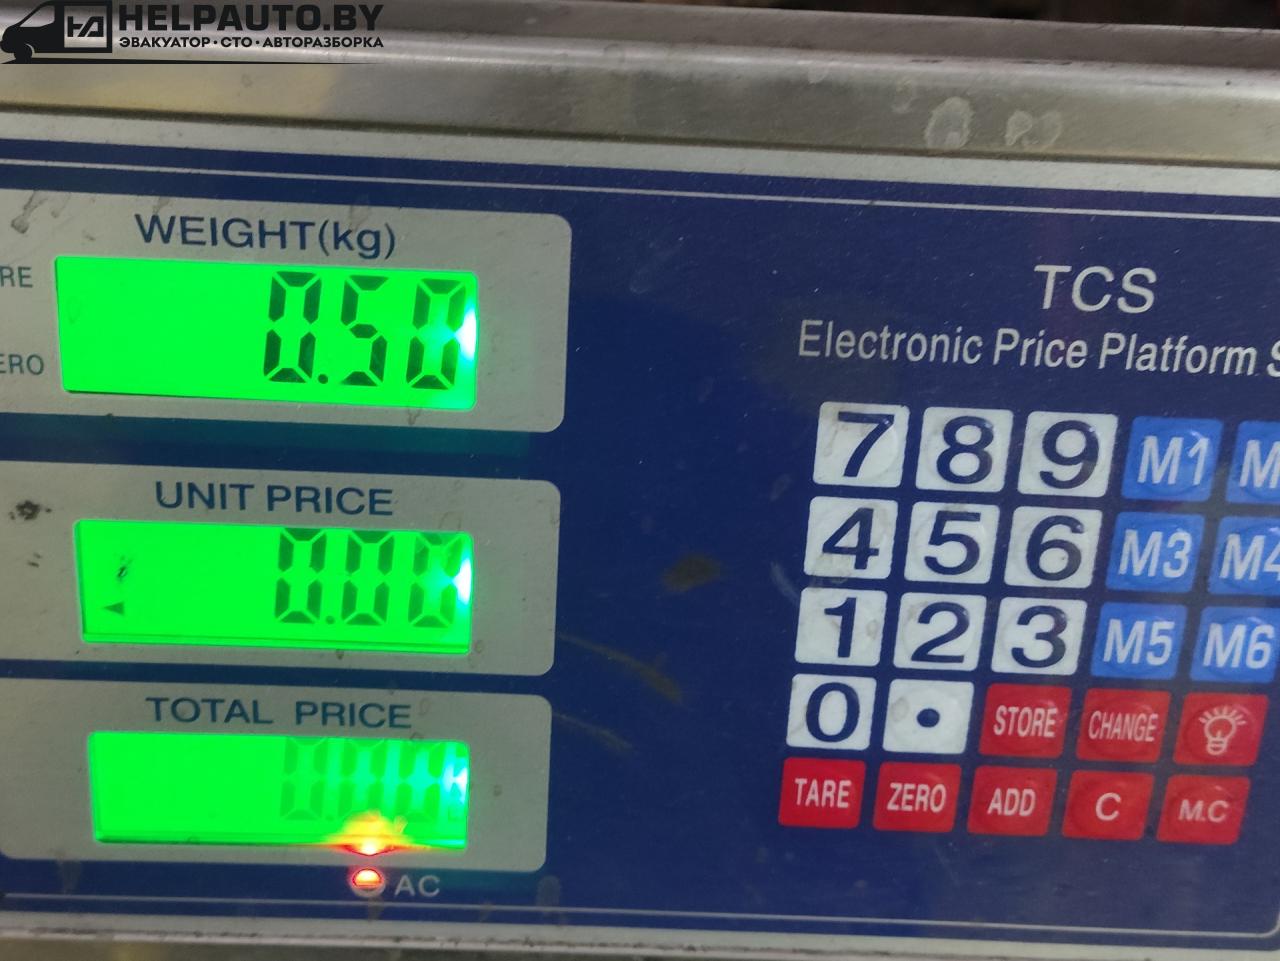 HELPAUTO.BY
ЭВАКУАТОР·СТО·АВТОРАЗБОРКА
WEIGHT(kg)
0.50
UNIT PRICE
0.00
TOTAL PRICE
AC
TCS
Electronic Price Platform
7 8 9 M1
4 5 6 M3 M4
1 2 3 M5 M6
0 . STORE CHANGE
TARE ZERO ADD C M.C